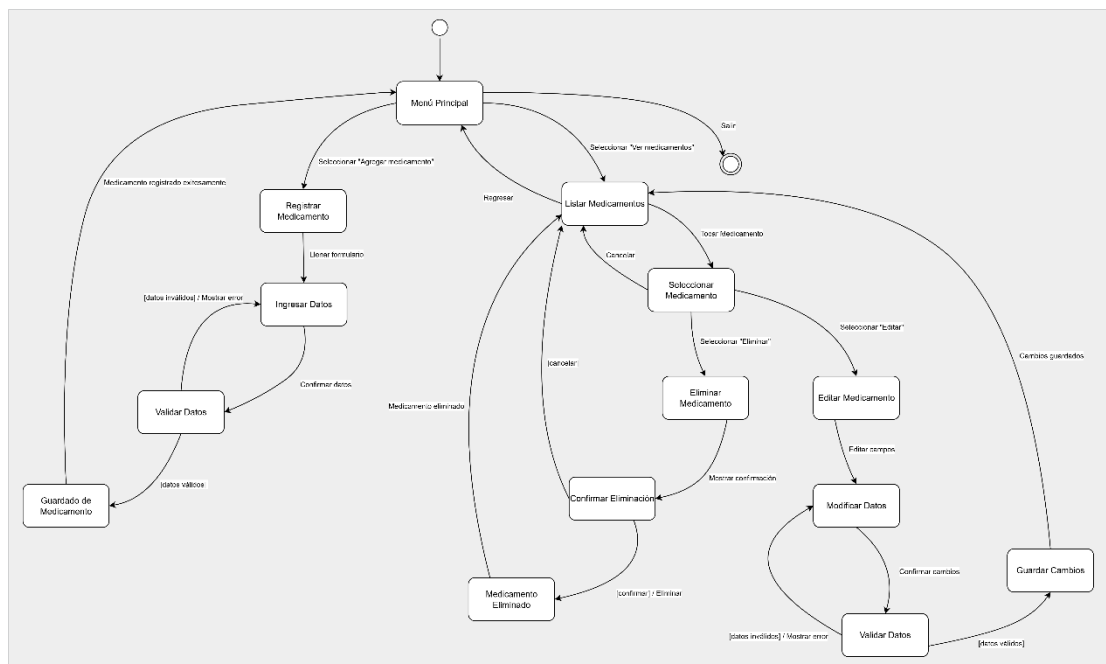 Menú Principal
Salir
Seleccionar "Ver medicamentos"
Seleccionar "Agregar medicamento"
Medicamento registrado exitosamente
Regresar
Registrar
Medicamento
Listar Medicamentos
Tocar Medicamento
Llenar formulario
Cancelar
Seleccionar
Medicamento
[datos inválidos] / Mostrar error
Ingresar Datos
Seleccionar "Editar"
Seleccionar "Eliminar"
Cambios guardados
[cancelar]
Confirmar datos
Eliminar
Medicamento
Editar Medicamento
Validar Datos
Medicamento eliminado
Editar campos
Mostrar confirmación
[datos válidos]
Guardado de
Medicamento
Confirmar Eliminación
Modificar Datos
Confirmar cambios
Guardar Cambios
Medicamento
Eliminado
[confirmar] / Eliminar
Validar Datos
[datos inválidos] / Mostrar error
[datos válidos]